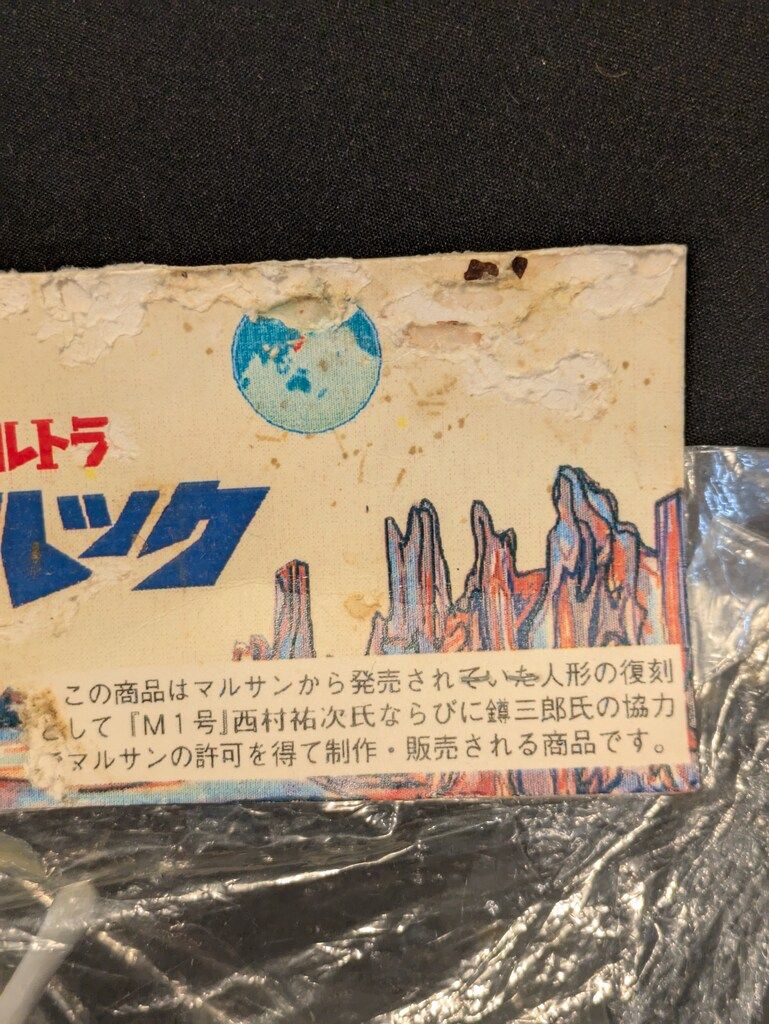 ルトラ
ック
この商品はマルサンから発売されていた人形の復刻
として『M1号』西村祐次氏ならびに鐏三郎氏の協力
でマルサンの許可を得て制作・販売される商品です。